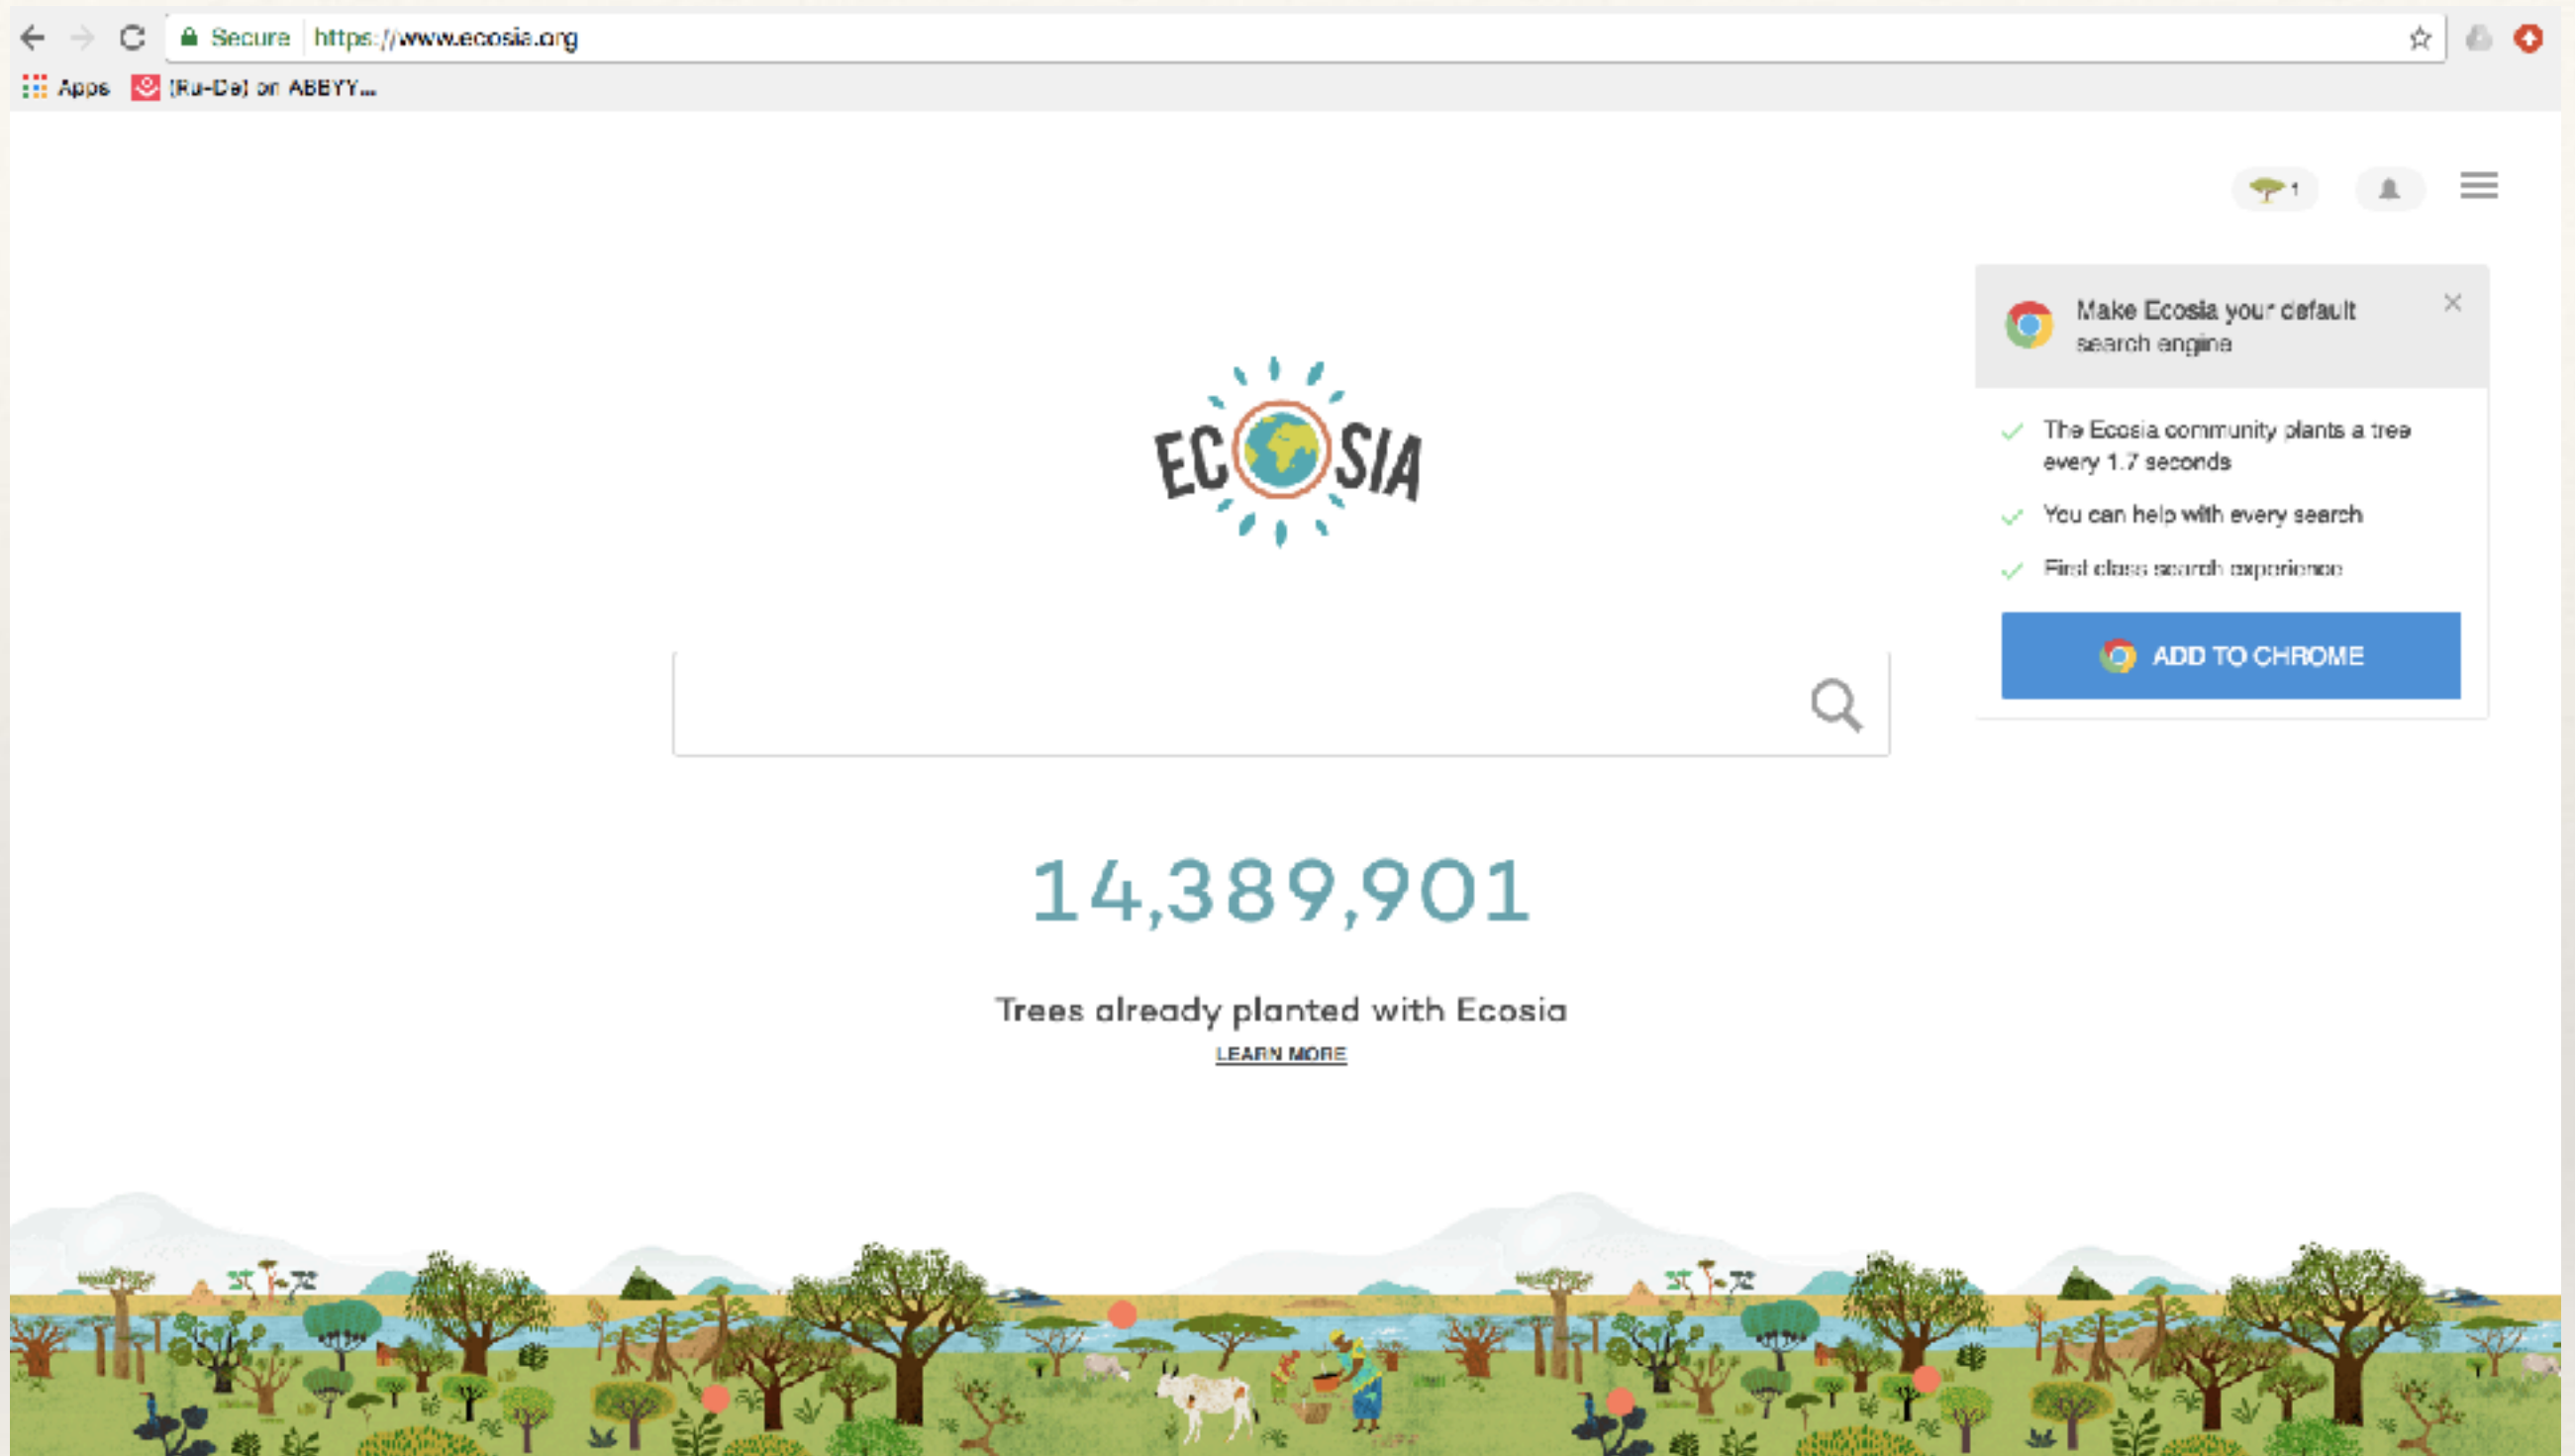 Secure https://www.ecosia.org
Apps (Ru-De) on ABBYY...
1
Make Ecosia your default
search engine
ECOSIA
The Ecosia community plants a tree
every 1.7 seconds
You can help with every search
First class search experience
ADD TO CHROME
14,389,901
Trees already planted with Ecosia
LEARN MORE